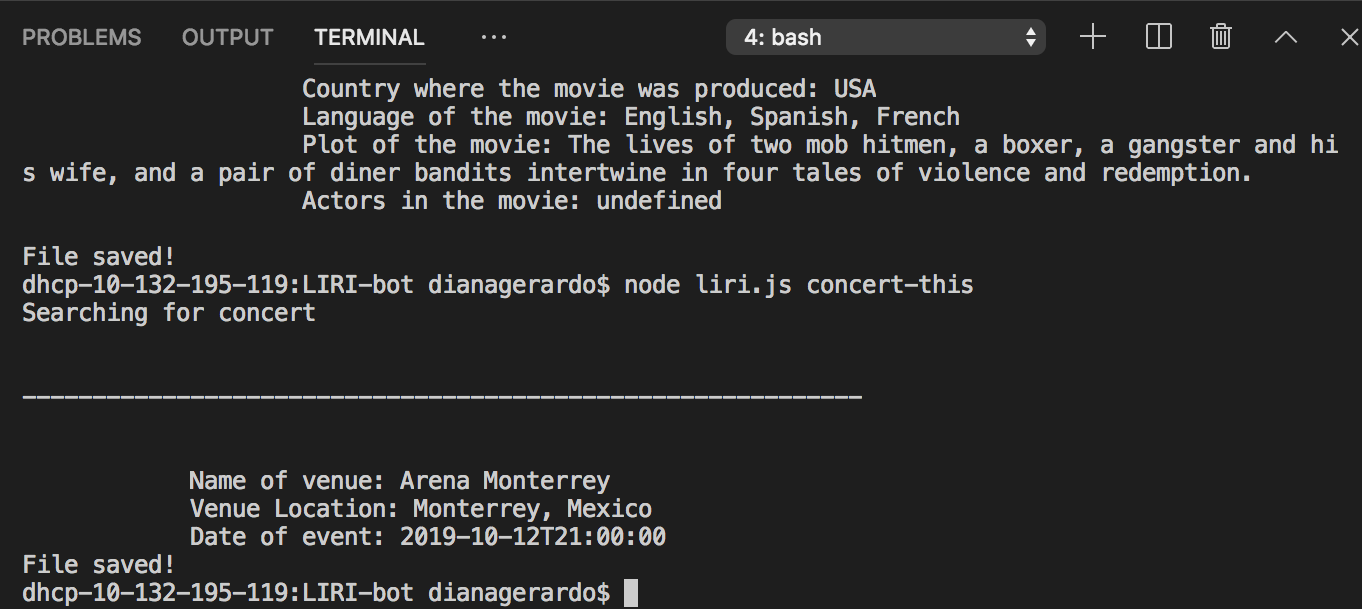 PROBLEMS OUTPUT TERMINAL ··· 4: bash
Country where the movie was produced: USA
Language of the movie: English, Spanish, French
Plot of the movie: The lives of two mob hitmen, a boxer, a gangster and hi
s wife, and a pair of diner bandits intertwine in four tales of violence and redemption.
Actors in the movie: undefined
File saved!
dhcp-10-132-195-119:LIRI-bot dianagerardo$ node liri.js concert-this
Searching for concert
____________________________________________________________
Name of venue: Arena Monterrey
Venue Location: Monterrey, Mexico
Date of event: 2019-10-12T21:00:00
File saved!
dhcp-10-132-195-119:LIRI-bot dianagerardo$